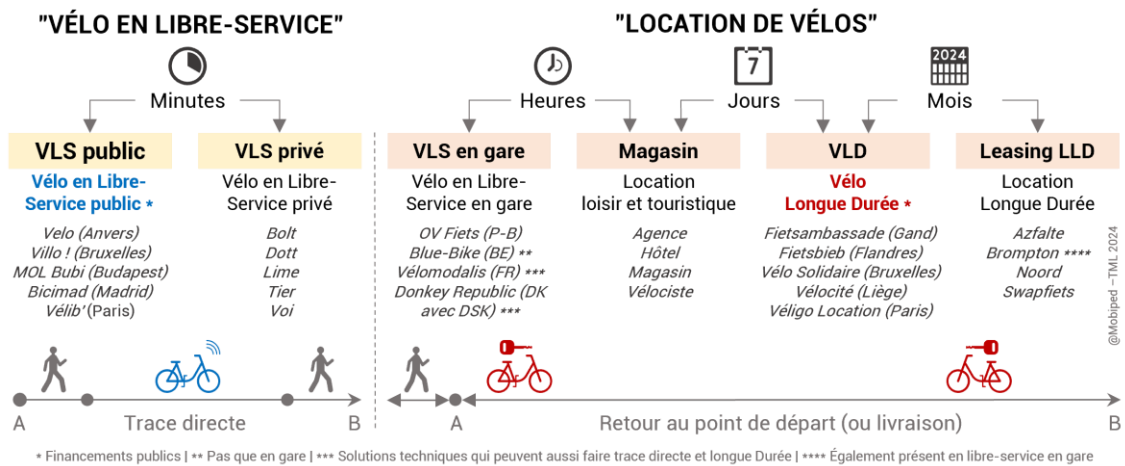 "VÉLO EN LIBRE-SERVICE"
"LOCATION DE VÉLOS"
Minutes
Heures
7
Jours
2024
Mois
VLS public
Vélo en Libre-
Service public *
Velo (Anvers)
Villo ! (Bruxelles)
MOL Bubi (Budapest)
Bicimad (Madrid)
Vélib' (Paris)
VLS privé
Vélo en Libre-
Service privé
Bolt
Dott
Lime
Tier
Voi
VLS en gare
Vélo en Libre-
Service en gare
OV Fiets (P-B)
Blue-Bike (BE) **
Vélomodalis (FR) ***
Donkey Republic (DK
avec DSK) ***
Magasin
Location
loisir et touristique
Agence
Hôtel
Magasin
Vélociste
VLD
Vélo
Longue Durée *
Fietsambassade (Gand)
Fietsbieb (Flandres)
Vélo Solidaire (Bruxelles)
Vélocité (Liège)
Véligo Location (Paris)
Leasing LLD
Location
Longue Durée
Azfalte
Brompton ****
Noord
Swapfiets
@Mobiped –TML 2024
A
Trace directe
B
A
Retour au point de départ (ou livraison)
B
* Financements publics | ** Pas que en gare | *** Solutions techniques qui peuvent aussi faire trace directe et longue Durée | **** Également présent en libre-service en gare